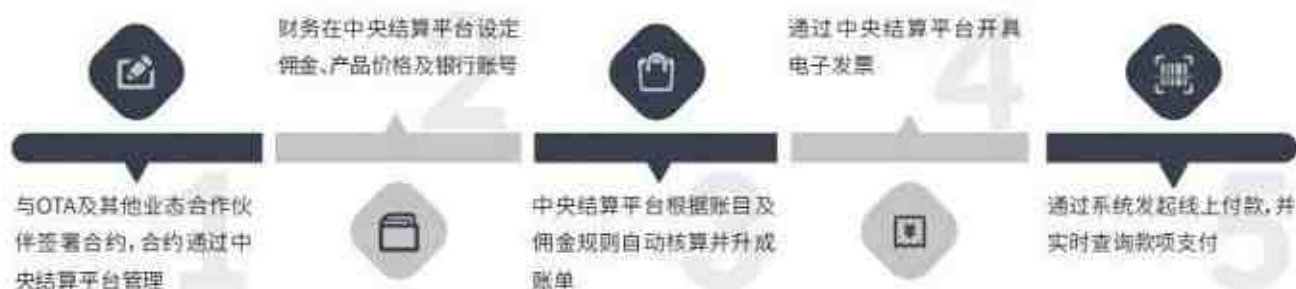 1
与OTA及其他业态合作伙
伴签署合约，合约通过中
央结算平台管理
2
财务在中央结算平台设定
佣金、产品价格及银行账号
3
中央结算平台根据账目及
佣金规则自动核算并升成
账单
4
通过中央结算平台开具
电子发票
¥
5
通过系统发起线上付款，并
实时查询款项支付